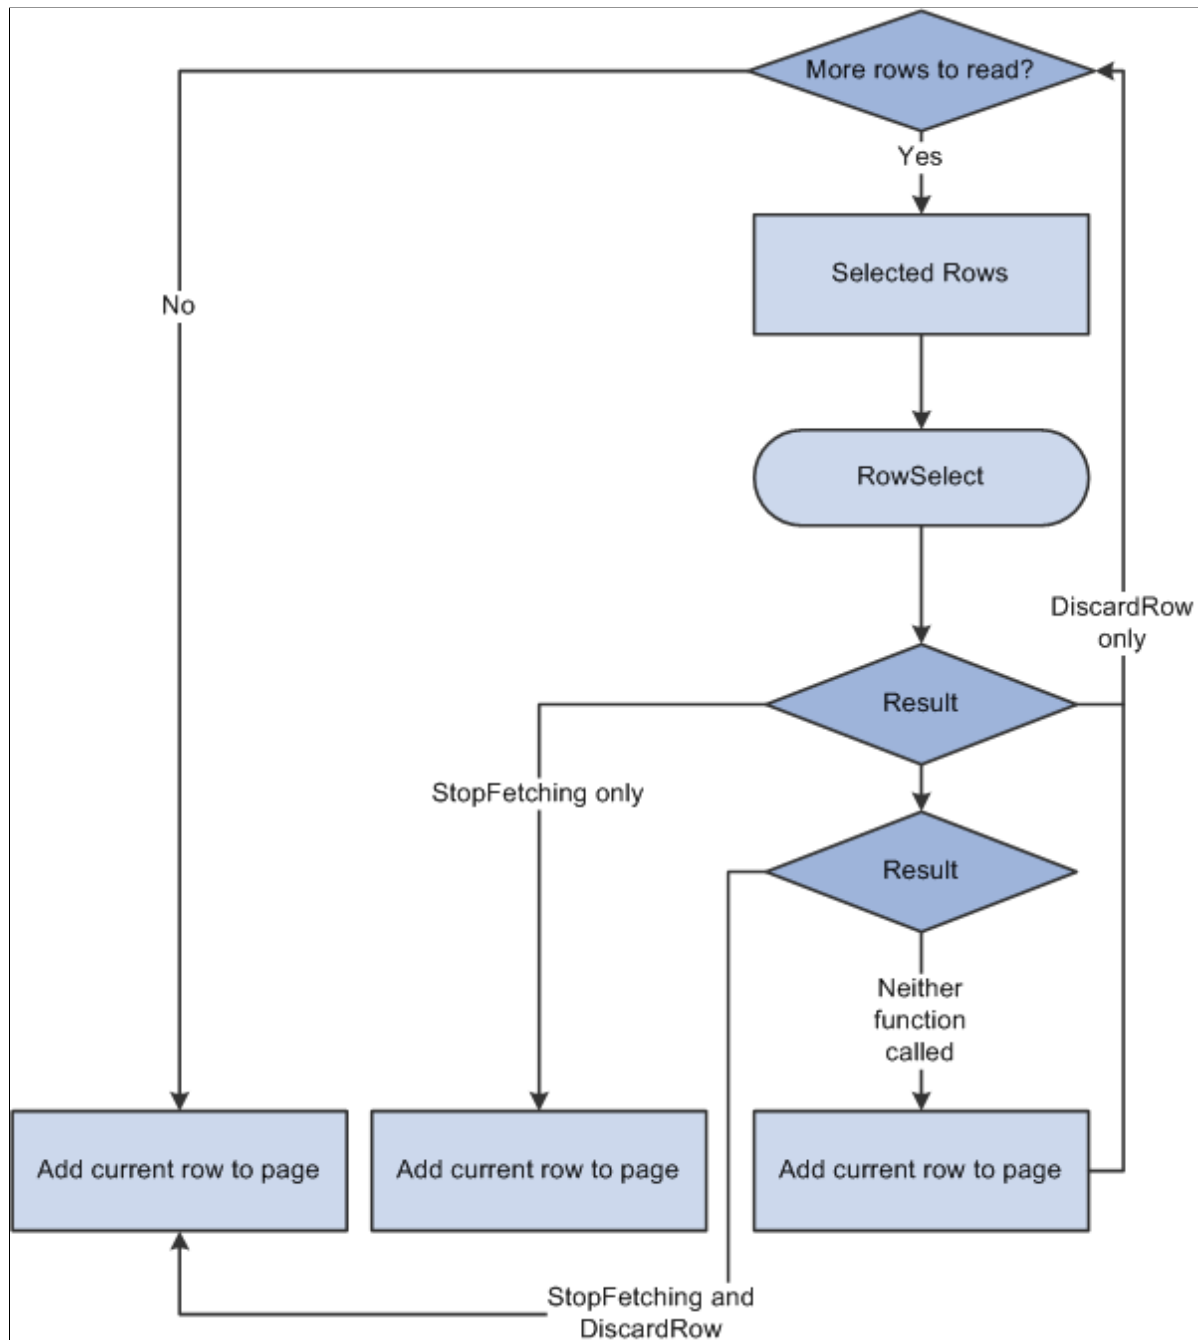 More rows to read?
Yes
Selected Rows
No
RowSelect
DiscardRow
only
Result
StopFetching only
Result
Neither
function
called
Add current row to page
Add current row to page
Add current row to page
StopFetching and
DiscardRow